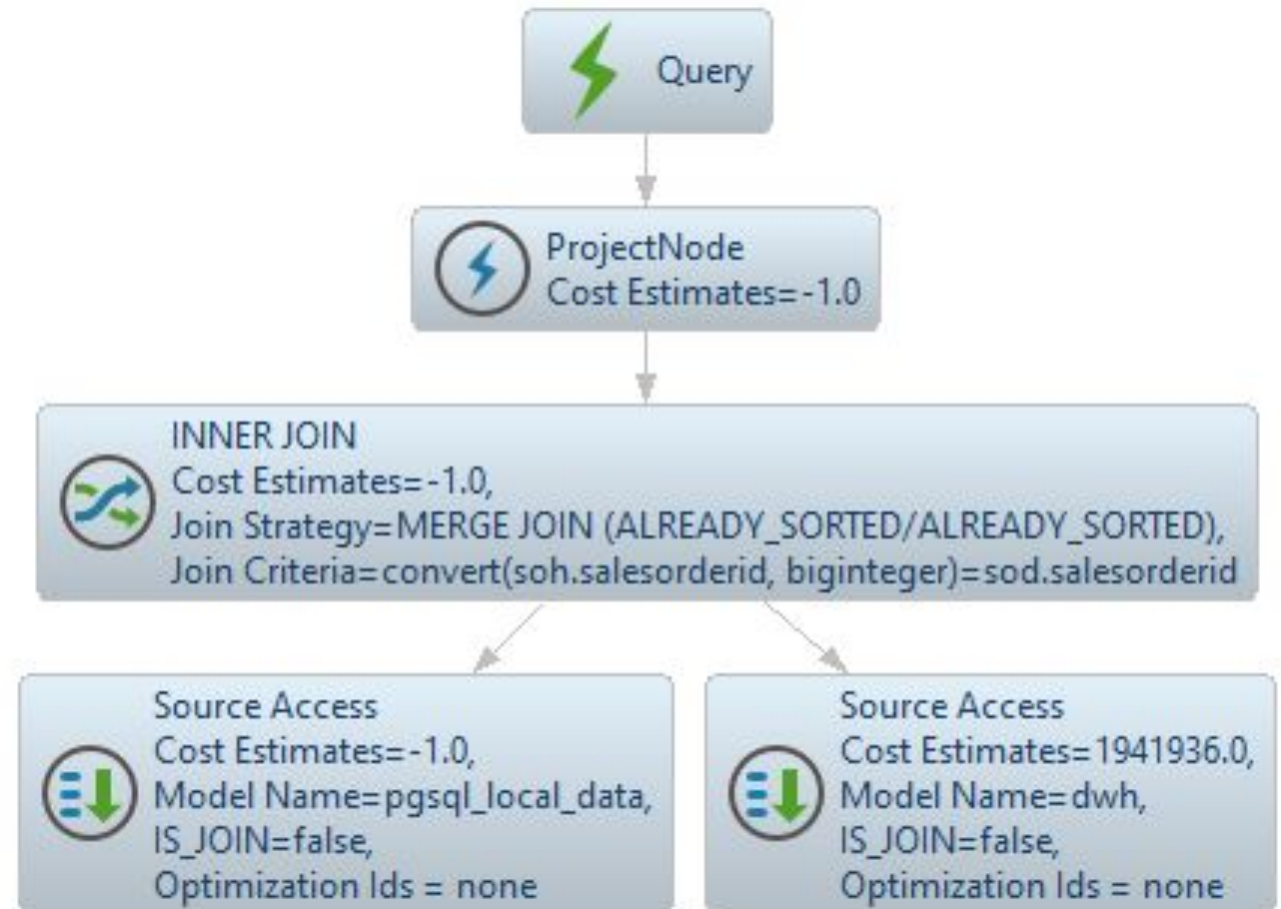 Query
ProjectNode
Cost Estimates=-1.0
INNER JOIN
Cost Estimates=-1.0,
Join Strategy=MERGE JOIN (ALREADY_SORTED/ALREADY_SORTED),
Join Criteria=convert(soh.salesorderid, biginteger)=sod.salesorderid
Source Access
Cost Estimates=-1.0,
Model Name=pgsql_local_data,
IS_JOIN=false,
Optimization Ids = none
Source Access
Cost Estimates=1941936.0,
Model Name=dwh,
IS_JOIN=false,
Optimization Ids = none